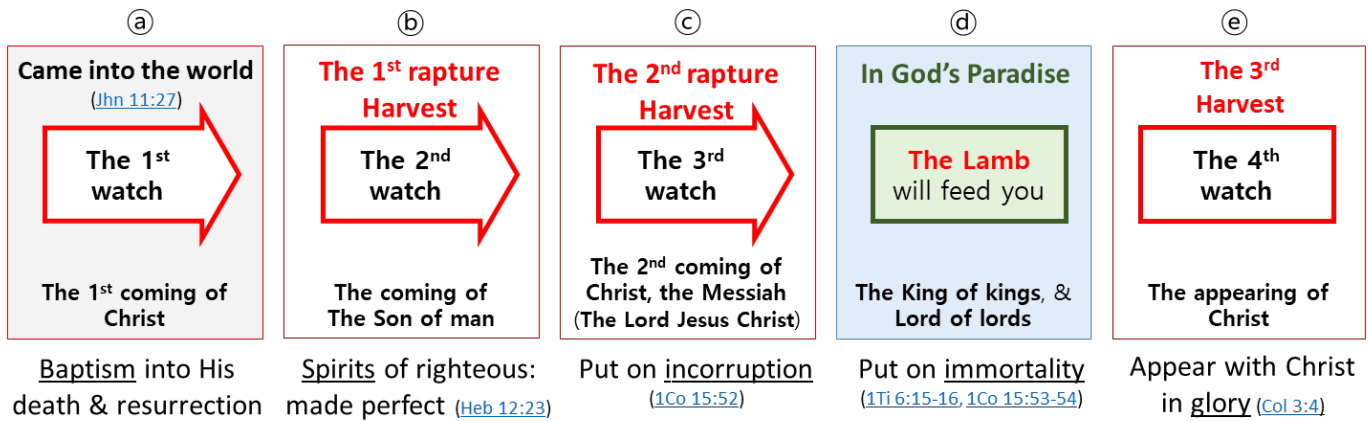 ⓐ
Came into the world
(Jhn 11:27)
The 1st
watch
The 1st coming of
Christ
Baptism into His
death & resurrection
ⓑ
The 1st rapture
Harvest
The 2nd
watch
The coming of
The Son of man
Spirits of righteous:
made perfect (Heb 12:23)
ⓒ
The 2nd rapture
Harvest
The 3rd
watch
The 2nd coming of
Christ, the Messiah
(The Lord Jesus Christ)
Put on incorruption
(1Co 15:52)
ⓓ
In God’s Paradise
The Lamb
will feed you
The King of kings, &
Lord of lords
Put on immortality
(1Ti 6:15-16, 1Co 15:53-54)
ⓔ
The 3rd
Harvest
The 4th
watch
The appearing of
Christ
Appear with Christ
in glory (Col 3:4)